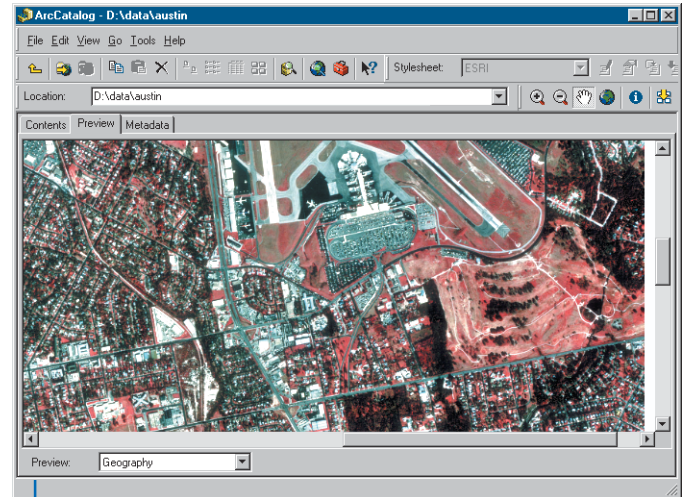 ArcCatalog - D:\data\austin
File Edit View Go Tools Help
Stylesheet: ESRI
Location: D:\data\austin
Contents Preview Metadata
Preview: Geography